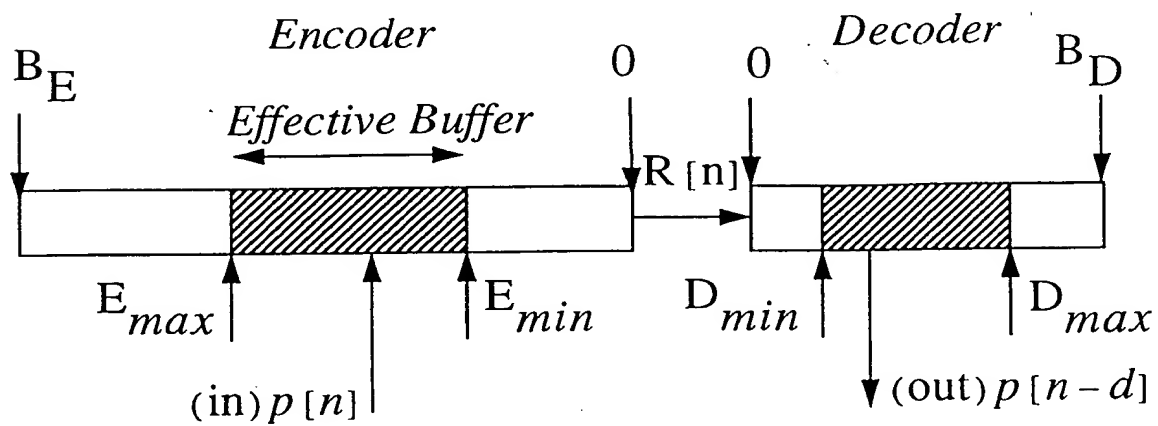 Encoder
Decoder
B_E
0
0
B_D
Effective Buffer
R [n]
E_max
E_min
D_min
D_max
(in) p [n]
(out) p [n − d]